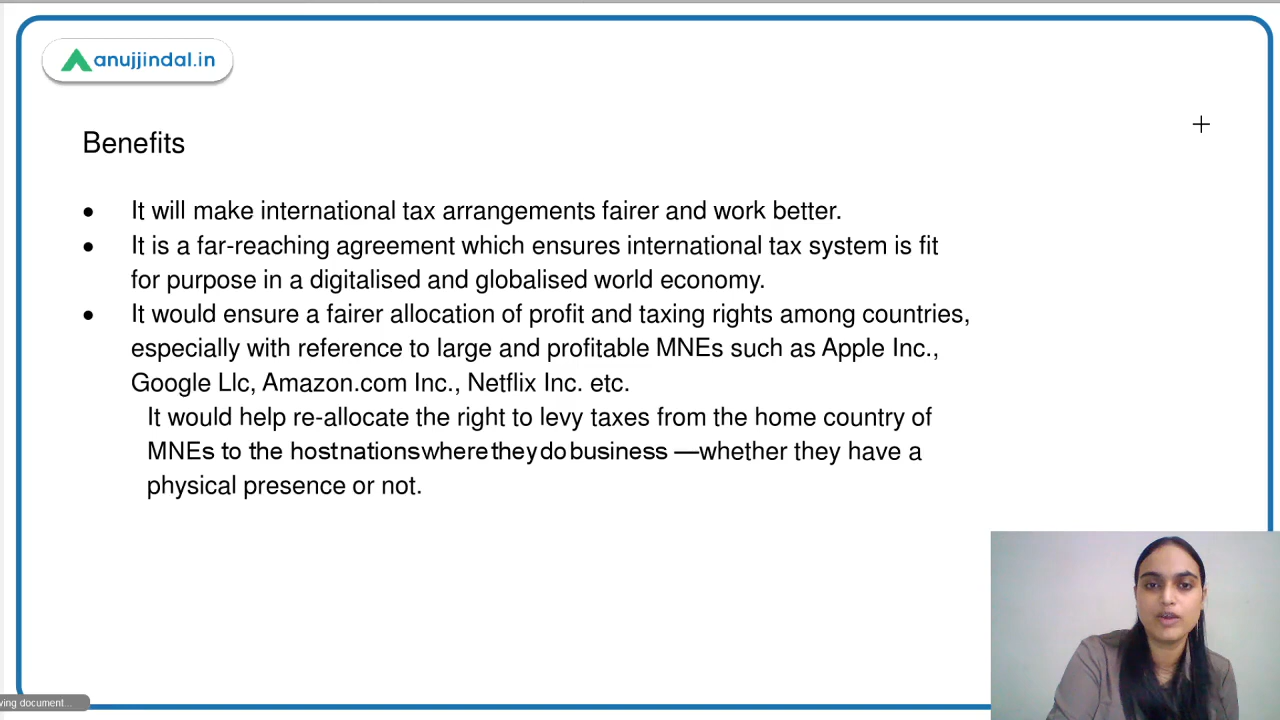 anujjindal.in
Benefits
• It will make international tax arrangements fairer and work better.
• It is a far-reaching agreement which ensures international tax system is fit
for purpose in a digitalised and globalised world economy.
• It would ensure a fairer allocation of profit and taxing rights among countries,
especially with reference to large and profitable MNEs such as Apple Inc.,
Google Llc, Amazon.com Inc., Netflix Inc. etc.
It would help re-allocate the right to levy taxes from the home country of
MNEs to the host nations where they do business —whether they have a
physical presence or not.
ving document...